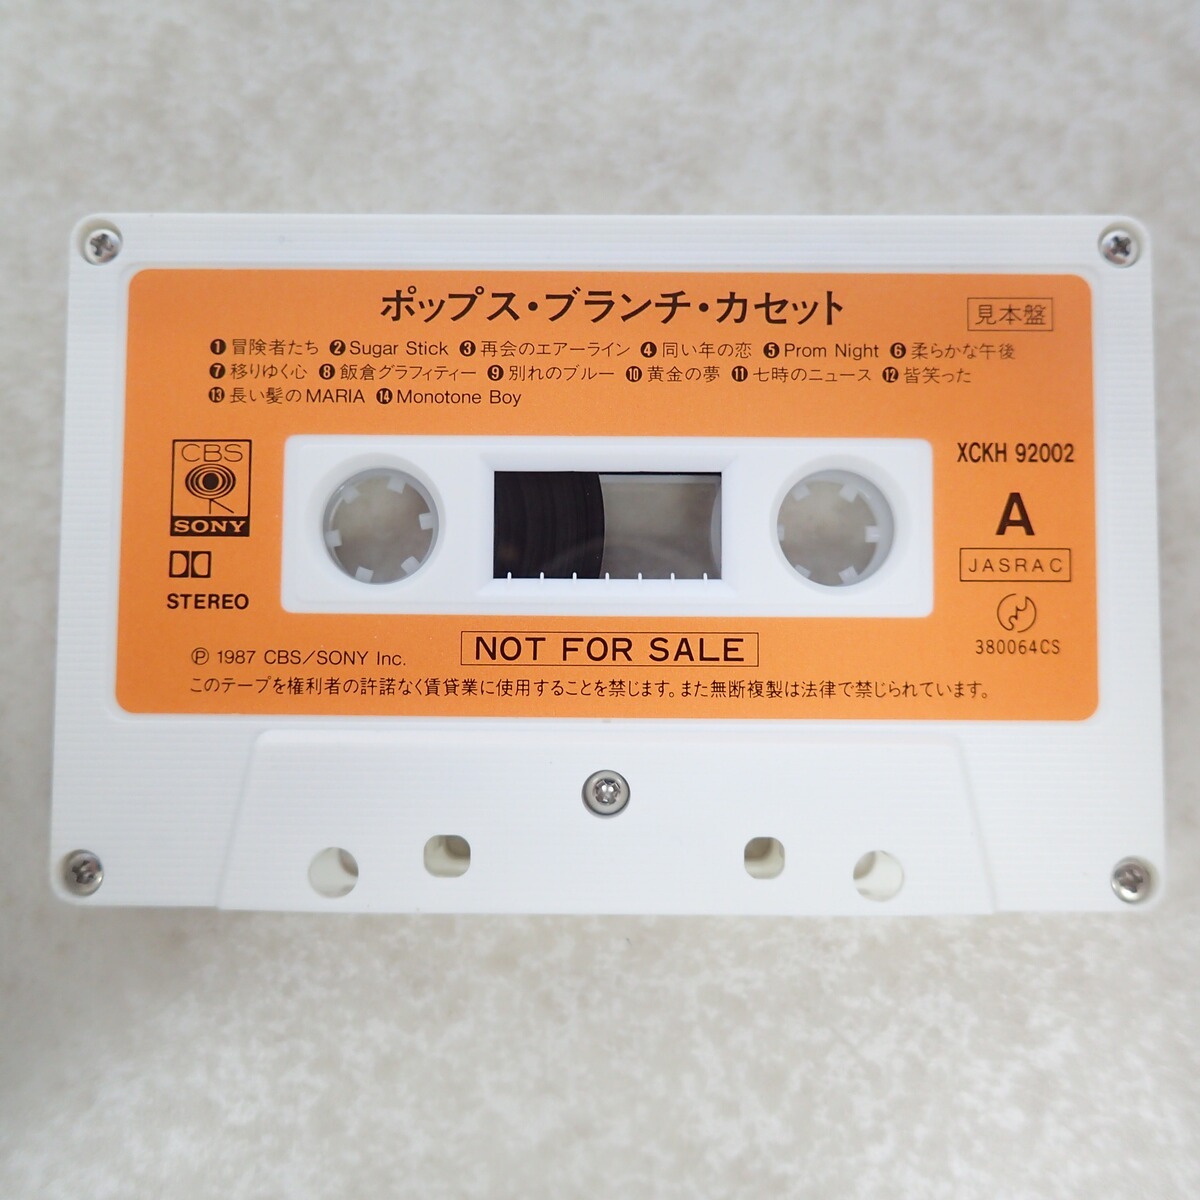 ポップス・ブランチ・カセット
見本盤
❶冒険者たち ❷Sugar Stick ❸再会のエアーライン ❹同い年の恋 ❺Prom Night ❻柔らかな午後
❼移りゆく心 ❽飯倉グラフィティー ❾別れのブルー ❿黄金の夢 ⓫七時のニュース ⓬皆笑った
⓭長い髪のMARIA ⓮Monotone Boy
CBS
SONY
STEREO
XCKH 92002
A
JASRAC
380064CS
NOT FOR SALE
Ⓟ 1987 CBS/SONY Inc.
このテープを権利者の許諾なく賃貸業に使用することを禁じます。また無断複製は法律で禁じられています。